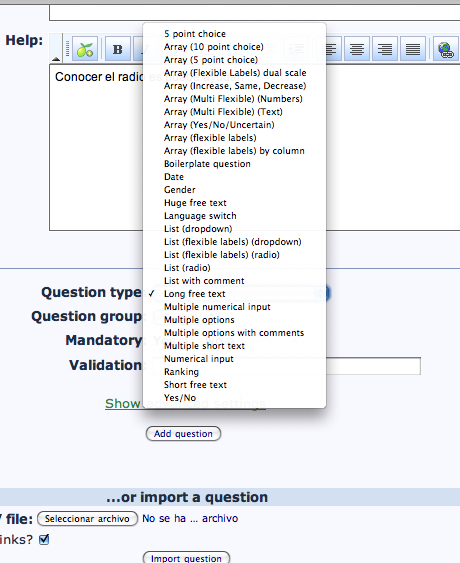 Help:
B
Conocer el radio
5 point choice
Array (10 point choice)
Array (5 point choice)
Array (Flexible Labels) dual scale
Array (Increase, Same, Decrease)
Array (Multi Flexible) (Numbers)
Array (Multi Flexible) (Text)
Array (Yes/No/Uncertain)
Array (flexible labels)
Array (flexible labels) by column
Boilerplate question
Date
Gender
Huge free text
Language switch
List (dropdown)
List (flexible labels) (dropdown)
List (flexible labels) (radio)
List (radio)
List with comment
Question type ✓ Long free text
Multiple numerical input
Question group
Multiple options
Multiple options with comments
Mandatory
Multiple short text
Numerical input
Validation
Ranking
Short free text
Yes/No
Show settings
Add question
...or import a question
file: Seleccionar archivo No se ha ... archivo
inks?
Import question